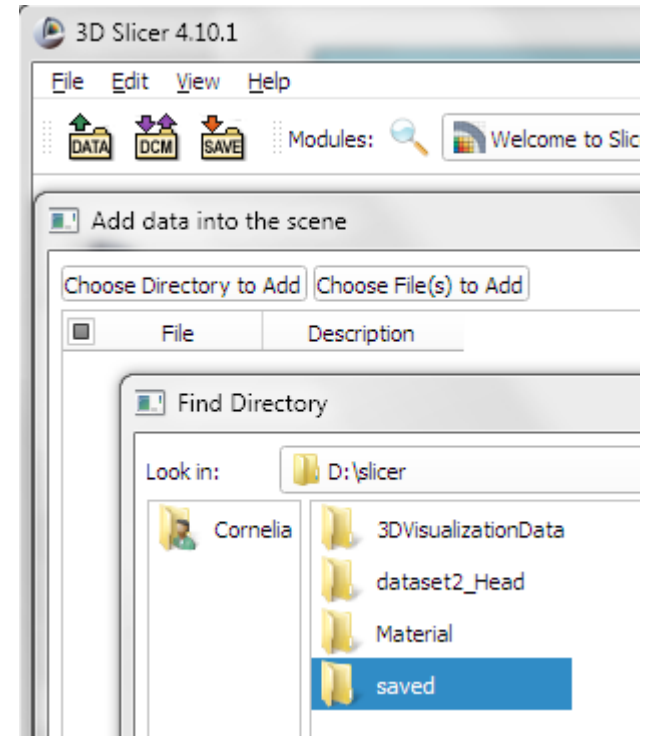 3D Slicer 4.10.1
File Edit View Help
DATA DCM SAVE Modules: Welcome to Slic
Add data into the scene
Choose Directory to Add Choose File(s) to Add
File Description
Find Directory
Look in: D:\slicer
Cornelia 3DVisualizationData
dataset2_Head
Material
saved